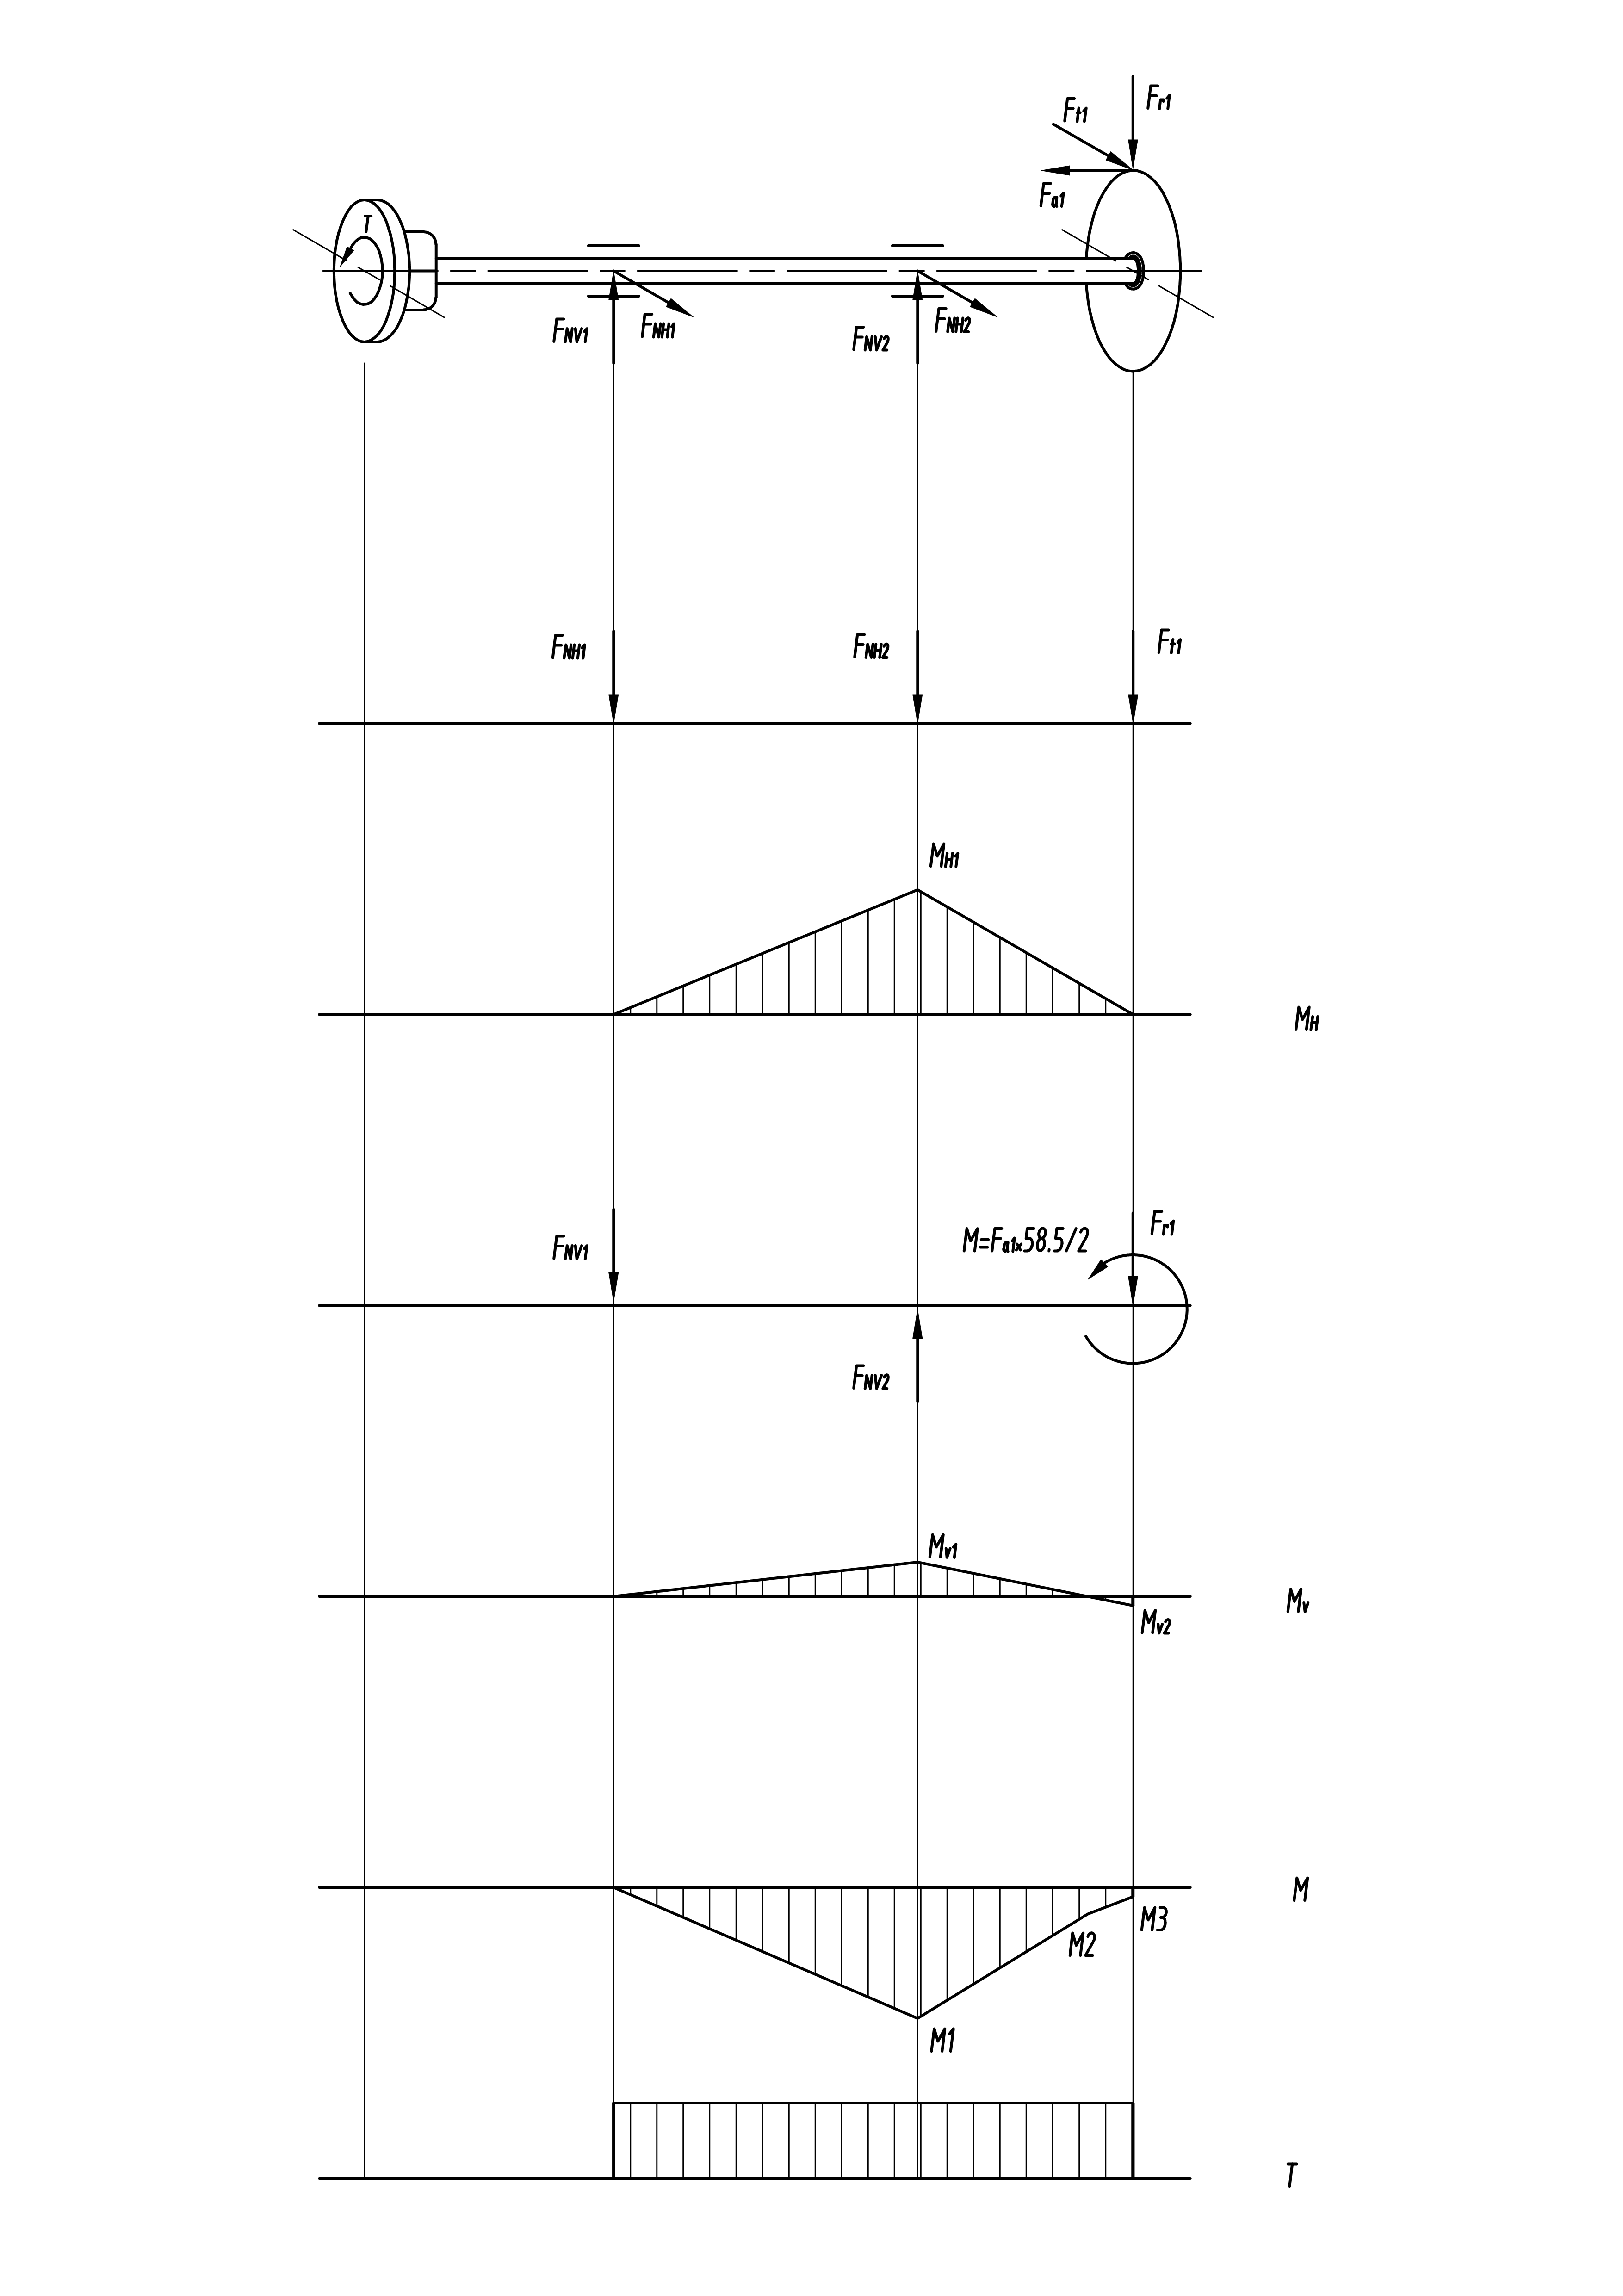 Fr1
Ft1
Fa1
T
FNV1
FNH1
FNV2
FNH2
FNH1
FNH2
Ft1
MH1
MH
Fr1
M=Fa1×58.5/2
FNV1
FNV2
Mv1
Mv
Mv2
M
M3
M2
M1
T